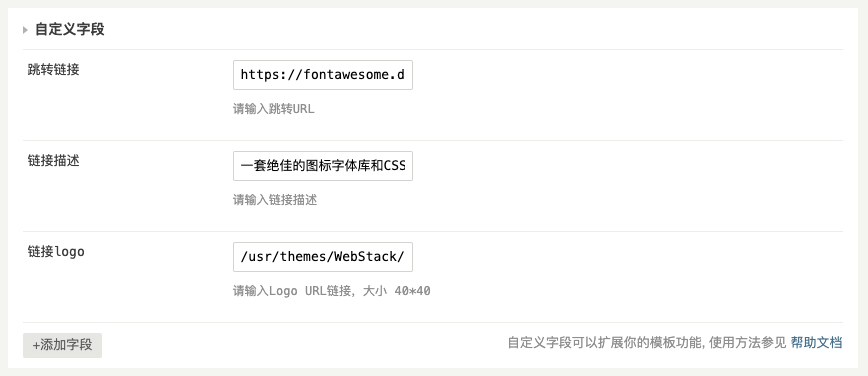 自定义字段
跳转链接
https://fontawesome.d
请输入跳转URL
链接描述
一套绝佳的图标字体库和CSS
请输入链接描述
链接logo
/usr/themes/WebStack/
请输入Logo URL链接, 大小 40*40
+添加字段
自定义字段可以扩展你的模板功能, 使用方法参见 帮助文档